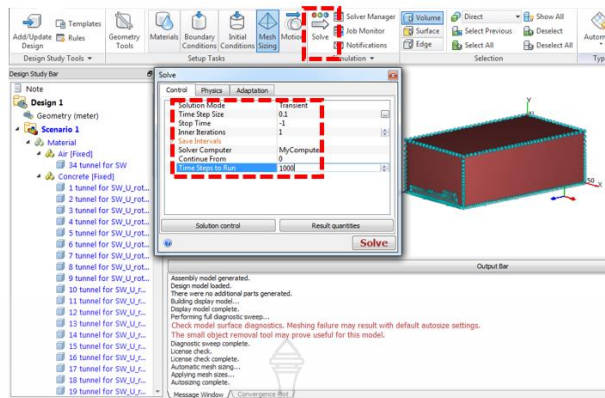 Add/Update Design
Templates
Rules
Geometry Tools
Materials
Boundary Conditions
Initial Conditions
Mesh Sizing
Motion
Solve
Solver Manager
Job Monitor
Notifications
Volume
Surface
Edge
Direct
Select Previous
Select All
Show All
Deselect
Deselect All
Design Study Tools
Setup Tasks
Selection
Design Study Bar
Note
Design 1
Geometry (meter)
Scenario 1
Material
Air [Fixed]
34 tunnel for SW
Concrete [Fixed]
1 tunnel for SW_U_rot...
2 tunnel for SW_U_rot...
3 tunnel for SW_U_rot...
4 tunnel for SW_U_rot...
5 tunnel for SW_U_rot...
6 tunnel for SW_U_rot...
7 tunnel for SW_U_rot...
8 tunnel for SW_U_rot...
9 tunnel for SW_U_rot...
10 tunnel for SW_U_r...
11 tunnel for SW_U_r...
12 tunnel for SW_U_r...
13 tunnel for SW_U_r...
14 tunnel for SW_U_r...
15 tunnel for SW_U_r...
16 tunnel for SW_U_r...
17 tunnel for SW_U_r...
18 tunnel for SW_U_r...
19 tunnel for SW_U_r...
Solve
Control Physics Adaptation
Solution Mode Transient
Time Step Size 0.1
Stop Time -1
Inner Iterations 1
Save Intervals
Solver Computer MyComputer
Continue From 0
Time Steps to Run 1000
Solution control Result quantities
Solve
Y
50
X
Output Bar
Assembly model generated.
Design model loaded.
There were no additional parts generated.
Building display model...
Display model complete.
Performing full diagnostic sweep...
Check model surface diagnostics. Meshing failure may result with default autosize settings.
The small object removal tool may prove useful for this model.
Diagnostic sweep complete.
License check.
License check complete.
Automatic mesh sizing...
Applying mesh sizes...
Autosizing complete.
Message Window Convergence Plot